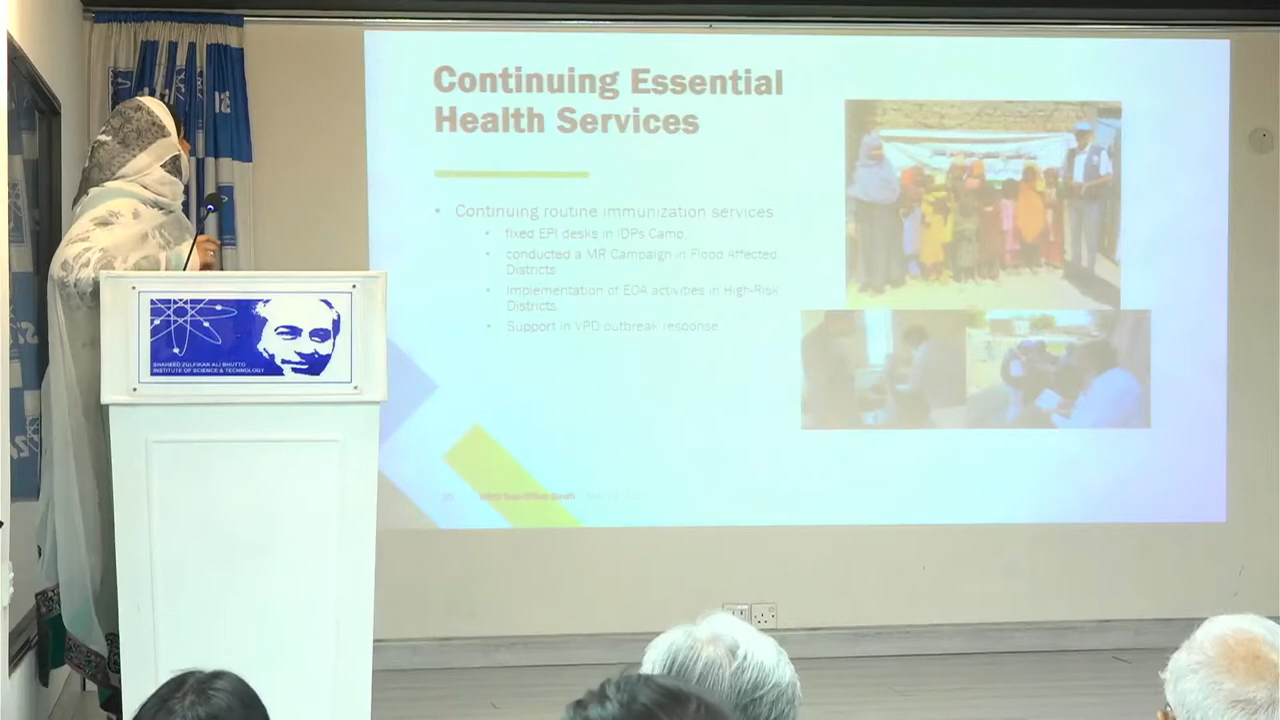 Continuing Essential
Health Services
• Continuing routine immunization services
• fixed EPI desks in IDPs Camp
• conducted a MR Campaign in Flood Affected
Districts
• Implementation of EOA activities in High-Risk
Districts
• Support in VPD outbreak response
SHAHEED ZULFIKAR ALI BHUTTO
INSTITUTE OF SCIENCE & TECHNOLOGY